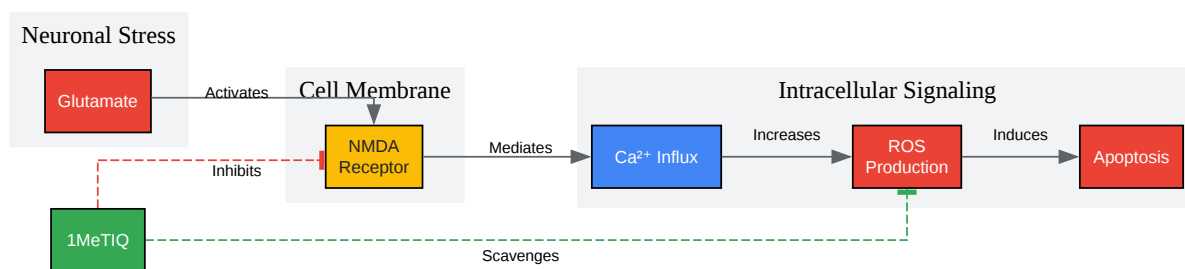 Neuronal Stress
Glutamate
Activates
Cell Membrane
NMDA
Receptor
Inhibits
1MeTIQ
Mediates
Intracellular Signaling
Ca²⁺ Influx
Increases
ROS
Production
Induces
Apoptosis
Scavenges